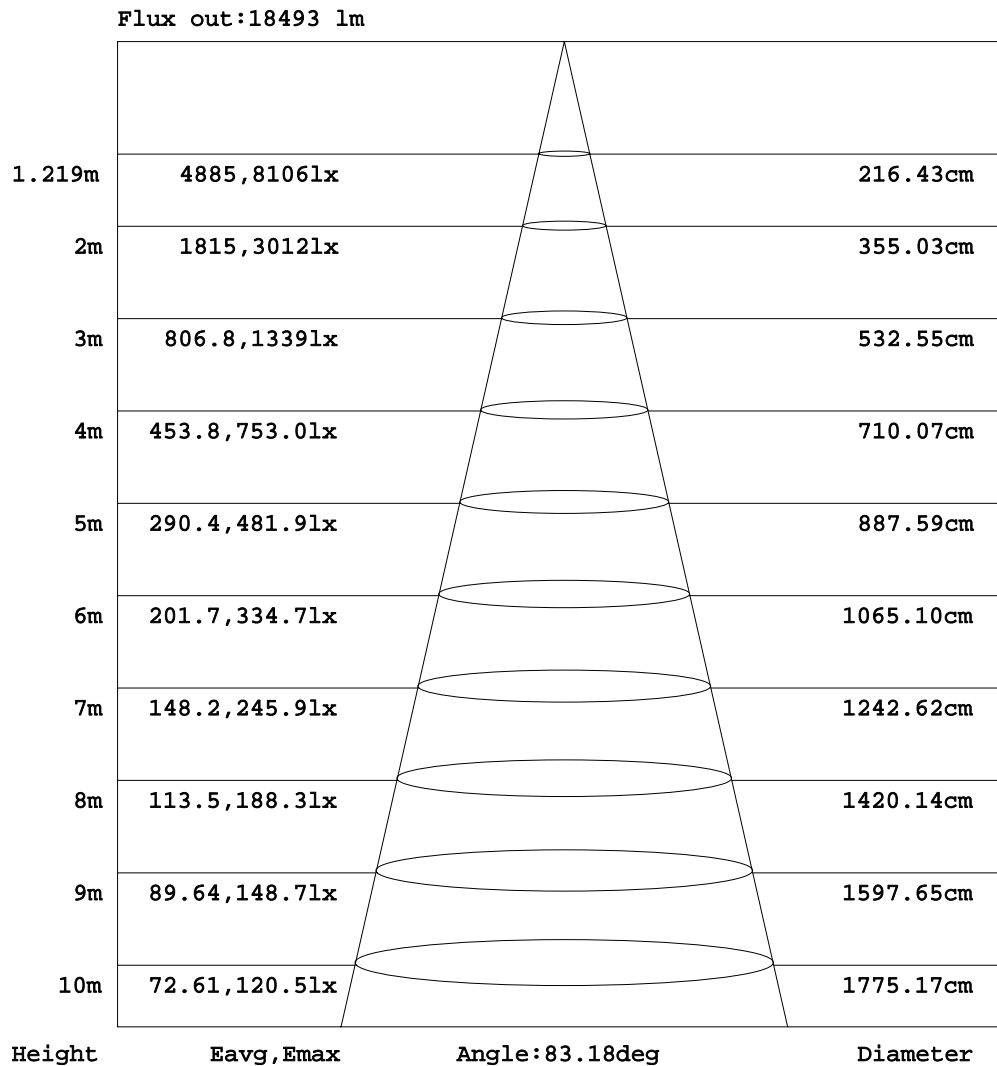 Flux out:18493 lm
1.219m 4885,8106lx 216.43cm
2m 1815,3012lx 355.03cm
3m 806.8,1339lx 532.55cm
4m 453.8,753.0lx 710.07cm
5m 290.4,481.9lx 887.59cm
6m 201.7,334.7lx 1065.10cm
7m 148.2,245.9lx 1242.62cm
8m 113.5,188.3lx 1420.14cm
9m 89.64,148.7lx 1597.65cm
10m 72.61,120.5lx 1775.17cm
Height Eavg,Emax Angle:83.18deg Diameter